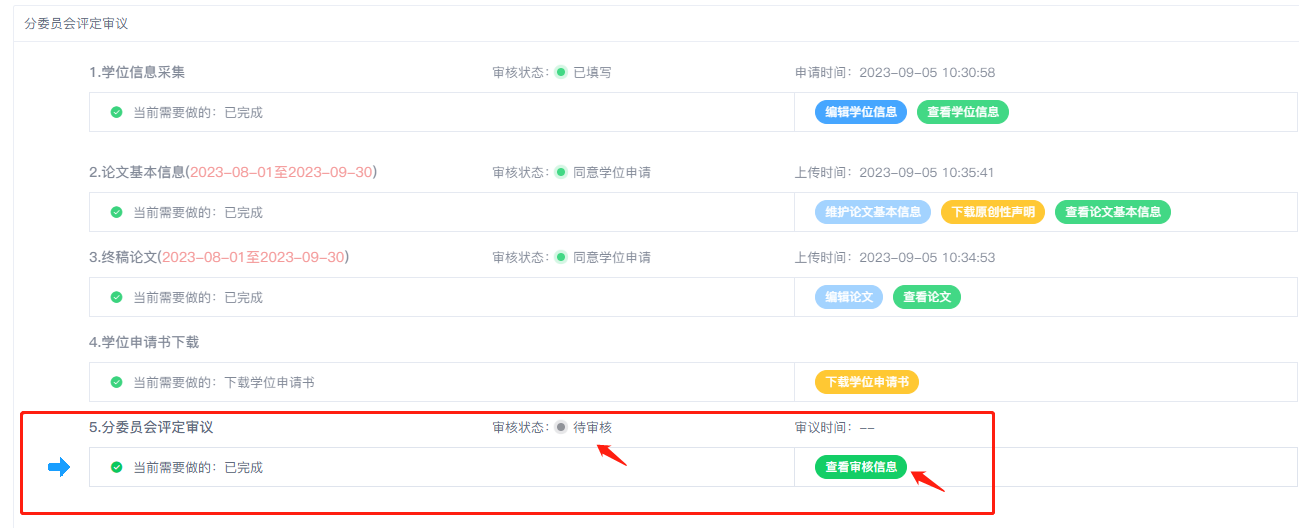 分委员会评定审议
1.学位信息采集 审核状态： 已填写 申请时间：2023-09-05 10:30:58
当前需要做的：已完成 编辑学位信息 查看学位信息
2.论文基本信息(2023-08-01至2023-09-30) 审核状态： 同意学位申请 上传时间：2023-09-05 10:35:41
当前需要做的：已完成 维护论文基本信息 下载原创性声明 查看论文基本信息
3.终稿论文(2023-08-01至2023-09-30) 审核状态： 同意学位申请 上传时间：2023-09-05 10:34:53
当前需要做的：已完成 编辑论文 查看论文
4.学位申请书下载
当前需要做的：下载学位申请书 下载学位申请书
5.分委员会评定审议 审核状态： 待审核 审议时间：--
当前需要做的：已完成 查看审核信息